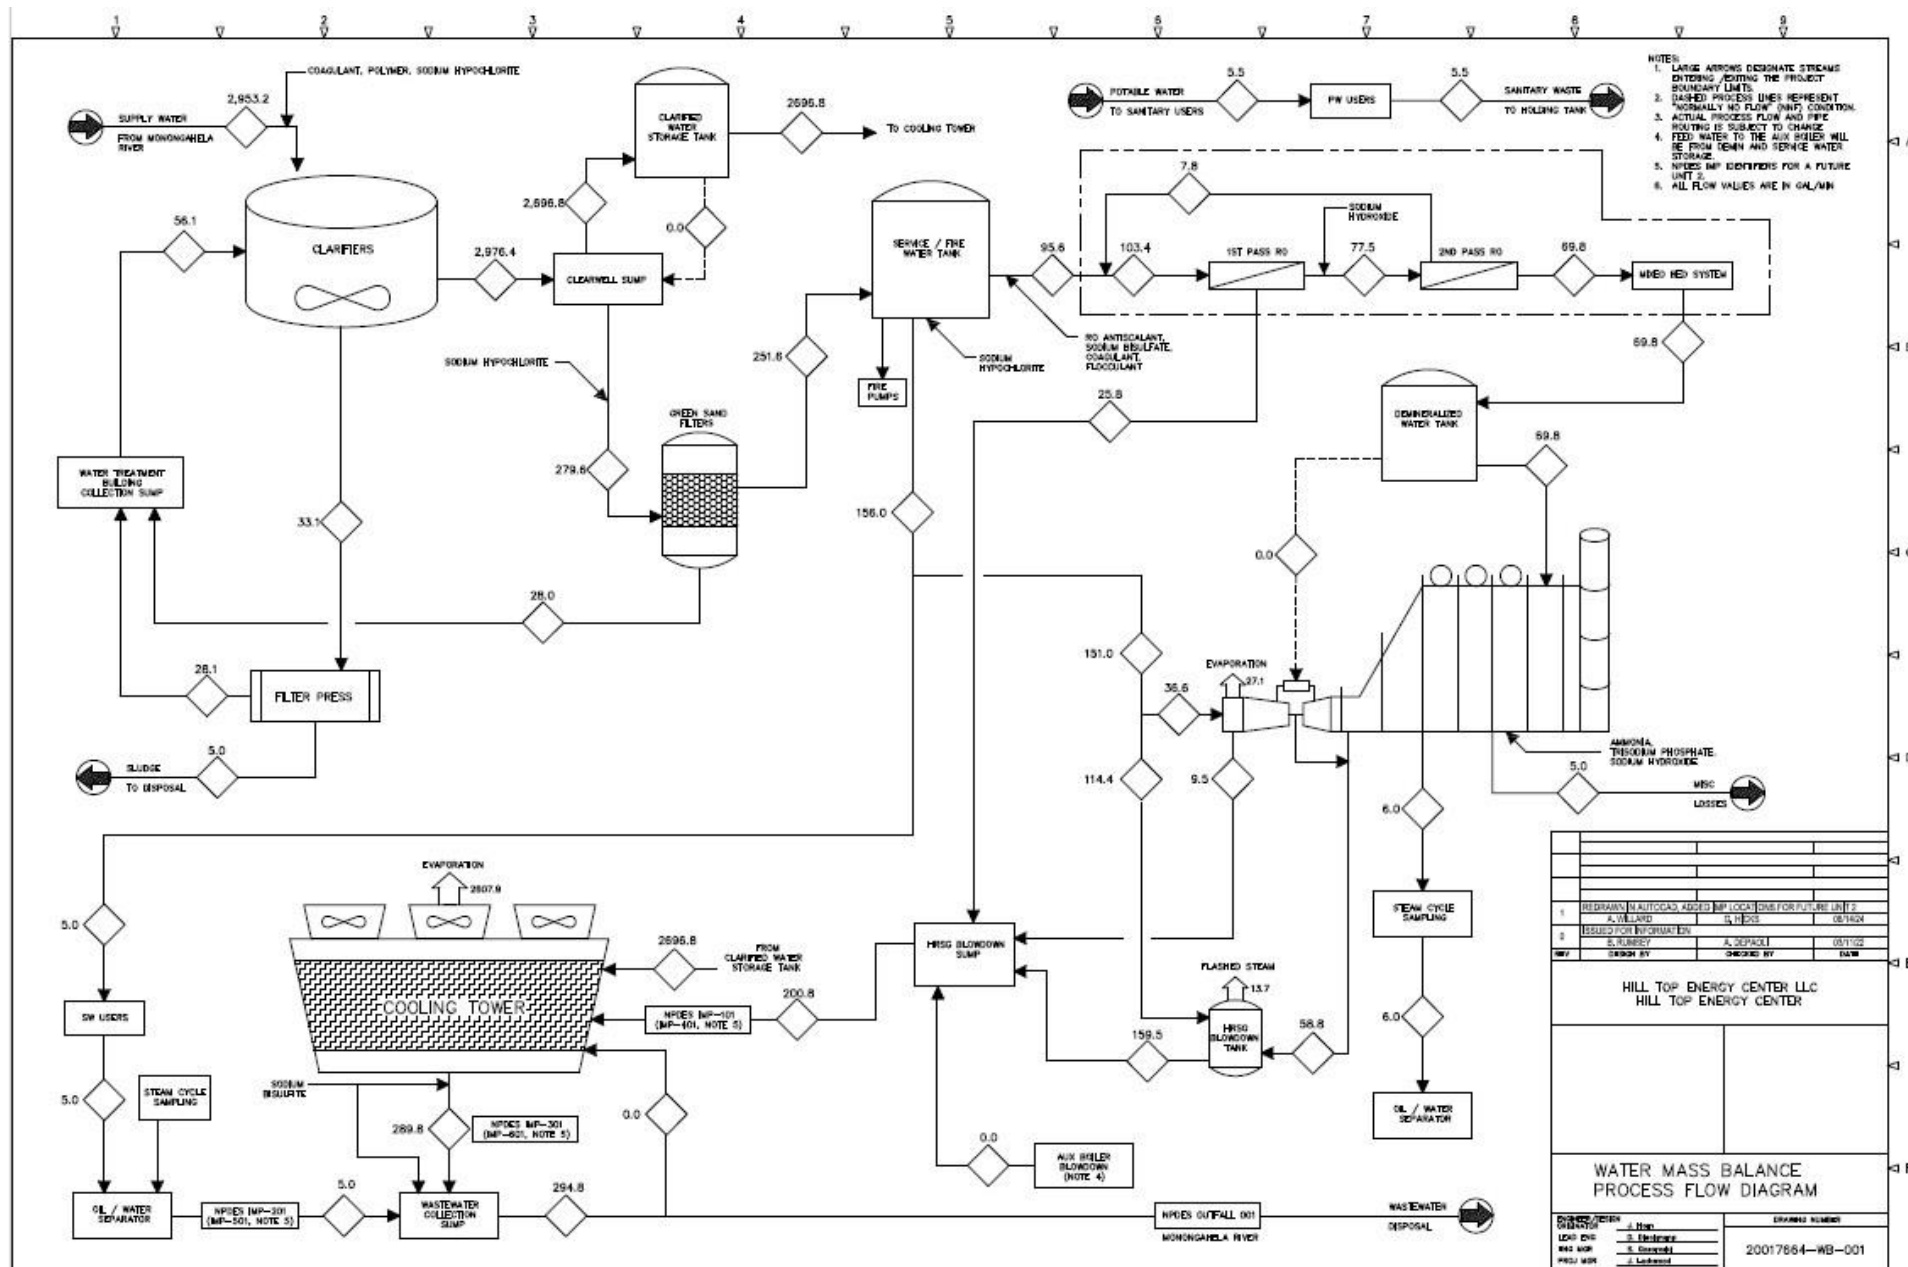 1 2 3 4 5 6 7 8 9
COAGULANT, POLYMER, SODIUM HYPOCHLORITE
2,953.2
SUPPLY WATER
FROM MONONGAHELA
RIVER
56.1
CLARIFIERS
2,976.4
CLARIFIED
WATER
STORAGE TANK
2696.8
TO COOLING TOWER
2,696.8
0.0
CLEARWELL SUMP
SODIUM HYPOCHLORITE
279.6
GREEN SAND
FILTERS
251.6
SERVICE / FIRE
WATER TANK
FIRE
PUMPS
SODIUM
HYPOCHLORITE
156.0
95.6
RO ANTISCALANT,
SODIUM BISULFATE,
COAGULANT,
FLOCCULANT
POTABLE WATER
TO SANITARY USERS
5.5
PW USERS
5.5
SANITARY WASTE
TO HOLDING TANK
NOTES:
1. LARGE ARROWS DESIGNATE STREAMS
ENTERING /EXITING THE PROJECT
BOUNDARY LIMITS.
2. DASHED PROCESS LINES REPRESENT
"NORMALLY NO FLOW" (NNF) CONDITION.
3. ACTUAL PROCESS FLOW AND PIPE
ROUTING IS SUBJECT TO CHANGE
4. FEED WATER TO THE AUX BOILER WILL
BE FROM DEMIN AND SERVICE WATER
STORAGE.
5. NPDES IMP IDENTIFIERS FOR A FUTURE
UNIT 2.
6. ALL FLOW VALUES ARE IN GAL/MIN
7.8
103.4
1ST PASS RO
SODIUM
HYDROXIDE
77.5
2ND PASS RO
69.8
MIXED BED SYSTEM
69.8
25.8
DEMINERALIZED
WATER TANK
69.8
0.0
WATER TREATMENT
BUILDING
COLLECTION SUMP
33.1
28.0
28.1
FILTER PRESS
5.0
SLUDGE
TO DISPOSAL
151.0
EVAPORATION
27.1
36.6
114.4
9.5
AMMONIA,
TRISODIUM PHOSPHATE,
SODIUM HYDROXIDE
5.0
MISC
LOSSES
6.0
STEAM CYCLE
SAMPLING
6.0
OIL / WATER
SEPARATOR
EVAPORATION
2607.9
5.0
SW USERS
5.0
STEAM CYCLE
SAMPLING
COOLING TOWER
2696.8
FROM
CLARIFIED WATER
STORAGE TANK
200.8
NPDES IMP-101
(IMP-401, NOTE 5)
HRSG BLOWDOWN
SUMP
FLASHED STEAM
13.7
HRSG
BLOWDOWN
TANK
58.8
159.5
SODIUM
BISULFITE
289.8
NPDES IMP-301
(IMP-601, NOTE 5)
0.0
0.0
AUX BOILER
BLOWDOWN
(NOTE 4)
OIL / WATER
SEPARATOR
NPDES IMP-201
(IMP-501, NOTE 5)
5.0
WASTEWATER
COLLECTION
SUMP
294.8
NPDES OUTFALL 001
MONONGAHELA RIVER
WASTEWATER
DISPOSAL
1 REDRAWN IN AUTOCAD, ADDED IMP LOCATIONS FOR FUTURE UNIT 2
A. WILLARD
ISSUED FOR INFORMATION
B. RUMSEY A. DEPAOLI
REV DESIGN BY CHECKED BY DATE
HILL TOP ENERGY CENTER LLC
HILL TOP ENERGY CENTER
WATER MASS BALANCE
PROCESS FLOW DIAGRAM
DRAWING NUMBER
LEAD ENG
PROJ MGR
20017664-WB-001